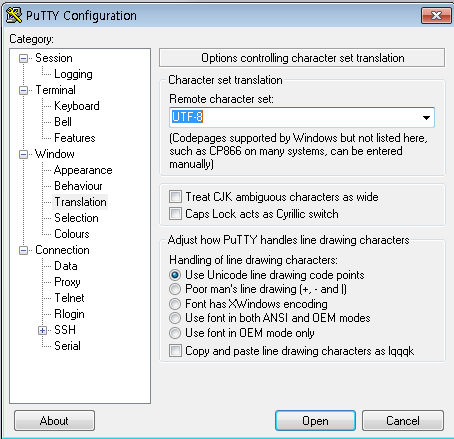 PuTTY Configuration
Category:
Session
Logging
Terminal
Keyboard
Bell
Features
Window
Appearance
Behaviour
Translation
Selection
Colours
Connection
Data
Proxy
Telnet
Rlogin
SSH
Serial
Options controlling character set translation
Character set translation
Remote character set:
UTF-8
(Codepages supported by Windows but not listed here,
such as CP866 on many systems, can be entered
manually)
Treat CJK ambiguous characters as wide
Caps Lock acts as Cyrillic switch
Adjust how PuTTY handles line drawing characters
Handling of line drawing characters:
Use Unicode line drawing code points
Poor man's line drawing (+, - and |)
Font has XWindows encoding
Use font in both ANSI and OEM modes
Use font in OEM mode only
Copy and paste line drawing characters as lqqqk
About
Open
Cancel